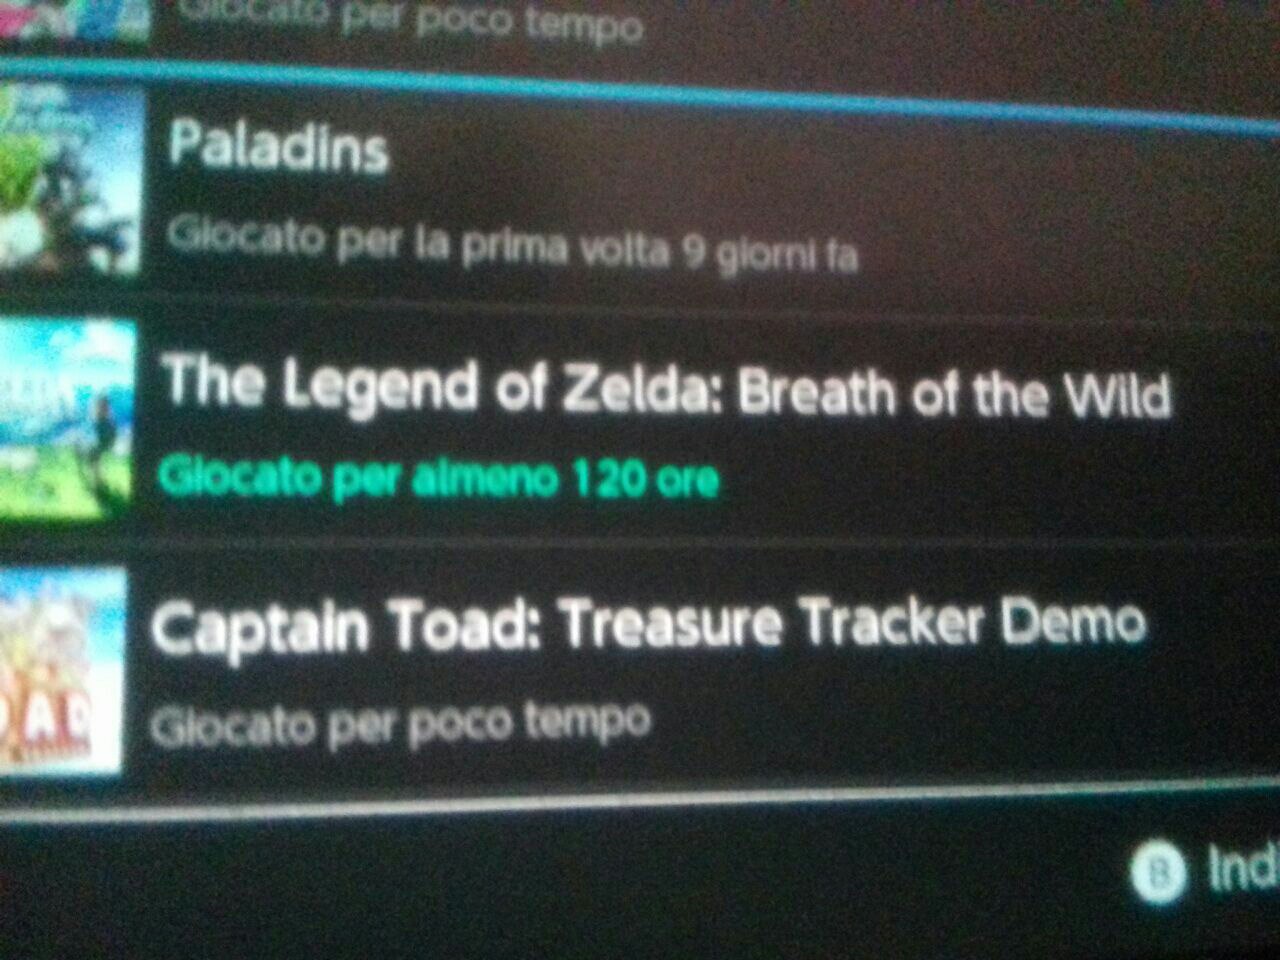 Giocato per poco tempo
Paladins
Giocato per la prima volta 9 giorni fa
The Legend of Zelda: Breath of the Wild
Giocato per almeno 120 ore
Captain Toad: Treasure Tracker Demo
Giocato per poco tempo
B Ind